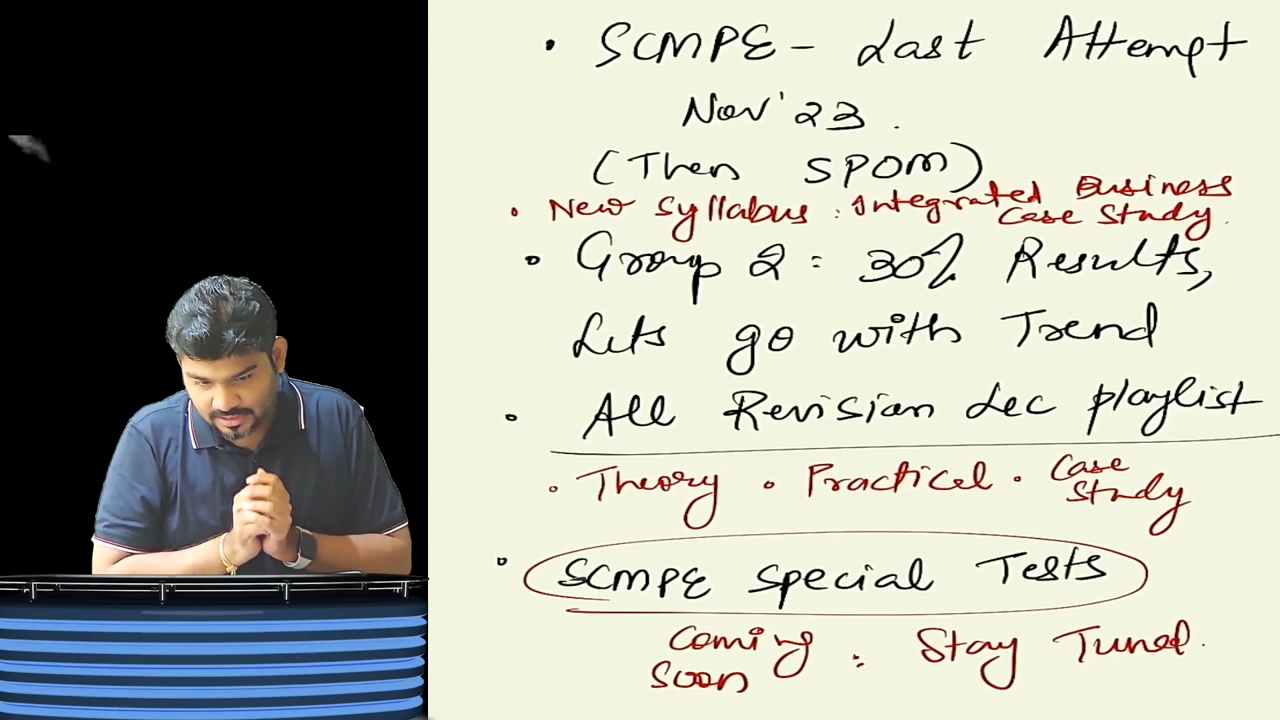 • SCMPE - Last Attempt
Nov'23.
(Then SPOM)
• New Syllabus : Integrated Business
Case Study.
• Group 2 : 30% Results,
Lets go with Trend
• All Revision Lec playlist
• Theory • Practical • Case
Study
• SCMPE Special Tests
Coming : Stay Tuned.
Soon